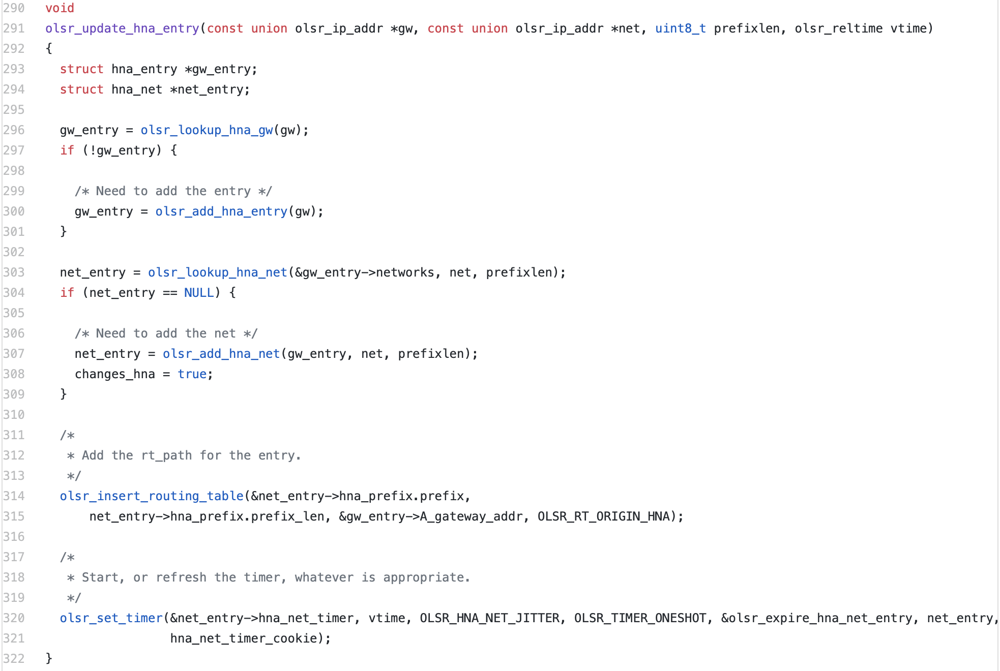 290 void
291 olsr_update_hna_entry(const union olsr_ip_addr *gw, const union olsr_ip_addr *net, uint8_t prefixlen, olsr_reltime vtime)
292 {
293   struct hna_entry *gw_entry;
294   struct hna_net *net_entry;
295
296   gw_entry = olsr_lookup_hna_gw(gw);
297   if (!gw_entry) {
298
299     /* Need to add the entry */
300     gw_entry = olsr_add_hna_entry(gw);
301   }
302
303   net_entry = olsr_lookup_hna_net(&gw_entry->networks, net, prefixlen);
304   if (net_entry == NULL) {
305
306     /* Need to add the net */
307     net_entry = olsr_add_hna_net(gw_entry, net, prefixlen);
308     changes_hna = true;
309   }
310
311   /*
312    * Add the rt_path for the entry.
313    */
314   olsr_insert_routing_table(&net_entry->hna_prefix.prefix,
315       net_entry->hna_prefix.prefix_len, &gw_entry->A_gateway_addr, OLSR_RT_ORIGIN_HNA);
316
317   /*
318    * Start, or refresh the timer, whatever is appropriate.
319    */
320   olsr_set_timer(&net_entry->hna_net_timer, vtime, OLSR_HNA_NET_JITTER, OLSR_TIMER_ONESHOT, &olsr_expire_hna_net_entry, net_entry,
321                  hna_net_timer_cookie);
322 }